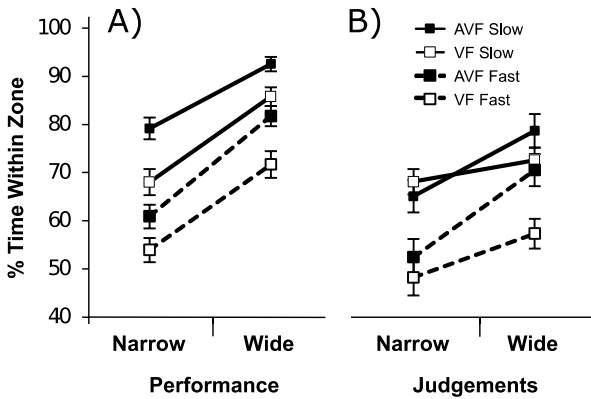 A)
B)
AVF Slow
VF Slow
AVF Fast
VF Fast
% Time Within Zone
100
90
80
70
60
50
40
Narrow Wide
Narrow Wide
Performance
Judgements